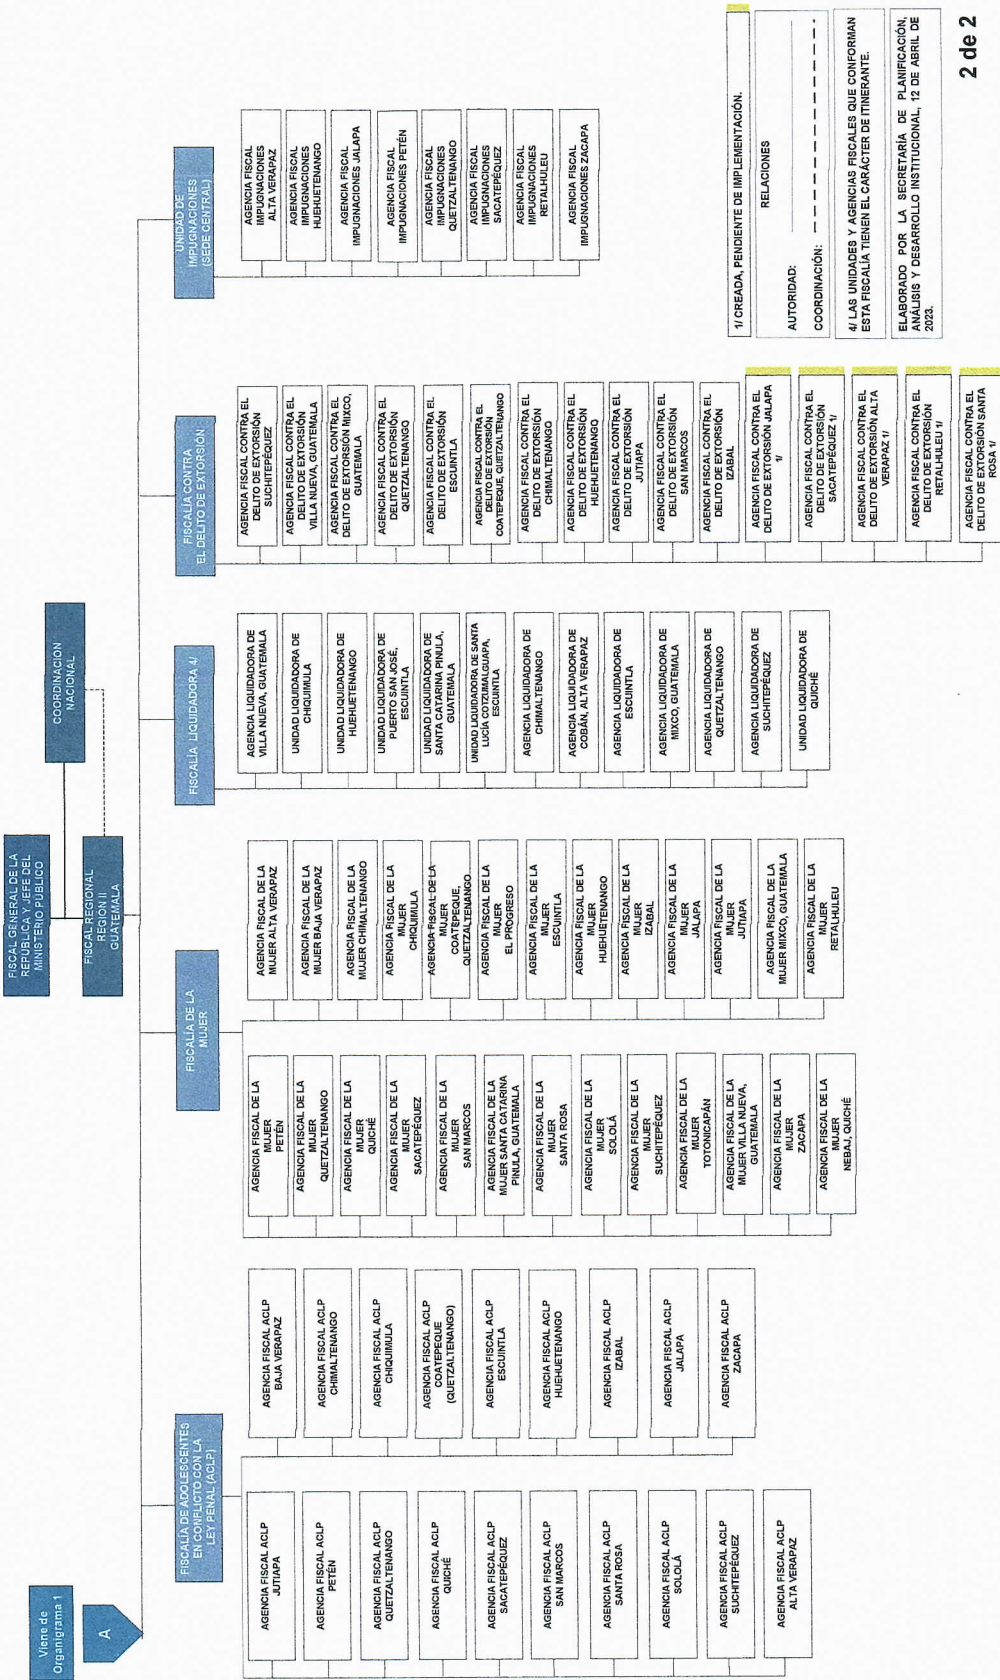 Viene de
Organigrama 1
A
FISCAL GENERAL DE LA
REPÚBLICA Y JEFE DEL
MINISTERIO PÚBLICO
COORDINACIÓN
NACIONAL
FISCAL REGIONAL
REGIÓN II
GUATEMALA
FISCALÍA DE ADOLESCENTES
EN CONFLICTO CON LA
LEY PENAL (ACLP)
AGENCIA FISCAL ACLP
JUTIAPA
AGENCIA FISCAL ACLP
PETÉN
AGENCIA FISCAL ACLP
QUETZALTENANGO
AGENCIA FISCAL ACLP
QUICHÉ
AGENCIA FISCAL ACLP
SACATEPÉQUEZ
AGENCIA FISCAL ACLP
SAN MARCOS
AGENCIA FISCAL ACLP
SANTA ROSA
AGENCIA FISCAL ACLP
SOLOLÁ
AGENCIA FISCAL ACLP
SUCHITEPÉQUEZ
AGENCIA FISCAL ACLP
ALTA VERAPAZ
AGENCIA FISCAL ACLP
BAJA VERAPAZ
AGENCIA FISCAL ACLP
CHIMALTENANGO
AGENCIA FISCAL ACLP
CHIQUIMULA
AGENCIA FISCAL ACLP
COATEPEQUE
(QUETZALTENANGO)
AGENCIA FISCAL ACLP
ESCUINTLA
AGENCIA FISCAL ACLP
HUEHUETENANGO
AGENCIA FISCAL ACLP
IZABAL
AGENCIA FISCAL ACLP
JALAPA
AGENCIA FISCAL ACLP
ZACAPA
FISCALÍA DE LA
MUJER
AGENCIA FISCAL DE LA
MUJER
PETÉN
AGENCIA FISCAL DE LA
MUJER
QUETZALTENANGO
AGENCIA FISCAL DE LA
MUJER
QUICHÉ
AGENCIA FISCAL DE LA
MUJER
SACATEPÉQUEZ
AGENCIA FISCAL DE LA
MUJER
SAN MARCOS
AGENCIA FISCAL DE LA
MUJER SANTA CATARINA
PINULA, GUATEMALA
AGENCIA FISCAL DE LA
MUJER
SANTA ROSA
AGENCIA FISCAL DE LA
MUJER
SOLOLÁ
AGENCIA FISCAL DE LA
MUJER
SUCHITEPÉQUEZ
AGENCIA FISCAL DE LA
MUJER
TOTONICAPÁN
AGENCIA FISCAL DE LA
MUJER VILLA NUEVA,
GUATEMALA
AGENCIA FISCAL DE LA
MUJER
ZACAPA
AGENCIA FISCAL DE LA
MUJER
NEBAJ, QUICHÉ
AGENCIA FISCAL DE LA
MUJER ALTA VERAPAZ
AGENCIA FISCAL DE LA
MUJER BAJA VERAPAZ
AGENCIA FISCAL DE LA
MUJER CHIMALTENANGO
AGENCIA FISCAL DE LA
MUJER
CHIQUIMULA
AGENCIA FISCAL DE LA
MUJER
COATEPEQUE,
QUETZALTENANGO
AGENCIA FISCAL DE LA
MUJER
EL PROGRESO
AGENCIA FISCAL DE LA
MUJER
ESCUINTLA
AGENCIA FISCAL DE LA
MUJER
HUEHUETENANGO
AGENCIA FISCAL DE LA
MUJER
IZABAL
AGENCIA FISCAL DE LA
MUJER
JALAPA
AGENCIA FISCAL DE LA
MUJER
JUTIAPA
AGENCIA FISCAL DE LA
MUJER MIXCO, GUATEMALA
AGENCIA FISCAL DE LA
MUJER
RETALHULEU
FISCALÍA LIQUIDADORA 4/
AGENCIA LIQUIDADORA DE
VILLA NUEVA, GUATEMALA
UNIDAD LIQUIDADORA DE
CHIQUIMULA
UNIDAD LIQUIDADORA DE
HUEHUETENANGO
UNIDAD LIQUIDADORA DE
PUERTO SAN JOSÉ,
ESCUINTLA
UNIDAD LIQUIDADORA DE
SANTA CATARINA PINULA,
GUATEMALA
UNIDAD LIQUIDADORA DE SANTA
LUCÍA COTZUMALGUAPA,
ESCUINTLA
AGENCIA LIQUIDADORA DE
CHIMALTENANGO
AGENCIA LIQUIDADORA DE
COBÁN, ALTA VERAPAZ
AGENCIA LIQUIDADORA DE
ESCUINTLA
AGENCIA LIQUIDADORA DE
MIXCO, GUATEMALA
AGENCIA LIQUIDADORA DE
QUETZALTENANGO
AGENCIA LIQUIDADORA DE
SUCHITEPÉQUEZ
UNIDAD LIQUIDADORA DE
QUICHÉ
FISCALÍA CONTRA
EL DELITO DE EXTORSIÓN
AGENCIA FISCAL CONTRA EL
DELITO DE EXTORSIÓN
SUCHITEPÉQUEZ
AGENCIA FISCAL CONTRA EL
DELITO DE EXTORSIÓN
VILLA NUEVA, GUATEMALA
AGENCIA FISCAL CONTRA EL
DELITO DE EXTORSIÓN MIXCO,
GUATEMALA
AGENCIA FISCAL CONTRA EL
DELITO DE EXTORSIÓN
QUETZALTENANGO
AGENCIA FISCAL CONTRA EL
DELITO DE EXTORSIÓN
ESCUINTLA
AGENCIA FISCAL CONTRA EL
DELITO DE EXTORSIÓN
COATEPEQUE, QUETZALTENANGO
AGENCIA FISCAL CONTRA EL
DELITO DE EXTORSIÓN
CHIMALTENANGO
AGENCIA FISCAL CONTRA EL
DELITO DE EXTORSIÓN
HUEHUETENANGO
AGENCIA FISCAL CONTRA EL
DELITO DE EXTORSIÓN
JUTIAPA
AGENCIA FISCAL CONTRA EL
DELITO DE EXTORSIÓN
SAN MARCOS
AGENCIA FISCAL CONTRA EL
DELITO DE EXTORSIÓN
IZABAL
AGENCIA FISCAL CONTRA EL
DELITO DE EXTORSIÓN JALAPA
1/
AGENCIA FISCAL CONTRA EL
DELITO DE EXTORSIÓN
SACATEPÉQUEZ 1/
AGENCIA FISCAL CONTRA EL
DELITO DE EXTORSIÓN ALTA
VERAPAZ 1/
AGENCIA FISCAL CONTRA EL
DELITO DE EXTORSIÓN
RETALHULEU 1/
AGENCIA FISCAL CONTRA EL
DELITO DE EXTORSIÓN SANTA
ROSA 1/
UNIDAD DE
IMPUGNACIONES
(SEDE CENTRAL)
AGENCIA FISCAL
IMPUGNACIONES
ALTA VERAPAZ
AGENCIA FISCAL
IMPUGNACIONES
HUEHUETENANGO
AGENCIA FISCAL
IMPUGNACIONES JALAPA
AGENCIA FISCAL
IMPUGNACIONES PETÉN
AGENCIA FISCAL
IMPUGNACIONES
QUETZALTENANGO
AGENCIA FISCAL
IMPUGNACIONES
SACATEPÉQUEZ
AGENCIA FISCAL
IMPUGNACIONES
RETALHULEU
AGENCIA FISCAL
IMPUGNACIONES ZACAPA
1/ CREADA, PENDIENTE DE IMPLEMENTACIÓN.
RELACIONES
AUTORIDAD:
COORDINACIÓN:
4/ LAS UNIDADES Y AGENCIAS FISCALES QUE CONFORMAN
ESTA FISCALÍA TIENEN EL CARÁCTER DE ITINERANTE.
ELABORADO POR LA SECRETARÍA DE PLANIFICACIÓN,
ANÁLISIS Y DESARROLLO INSTITUCIONAL, 12 DE ABRIL DE
2023.
2 de 2